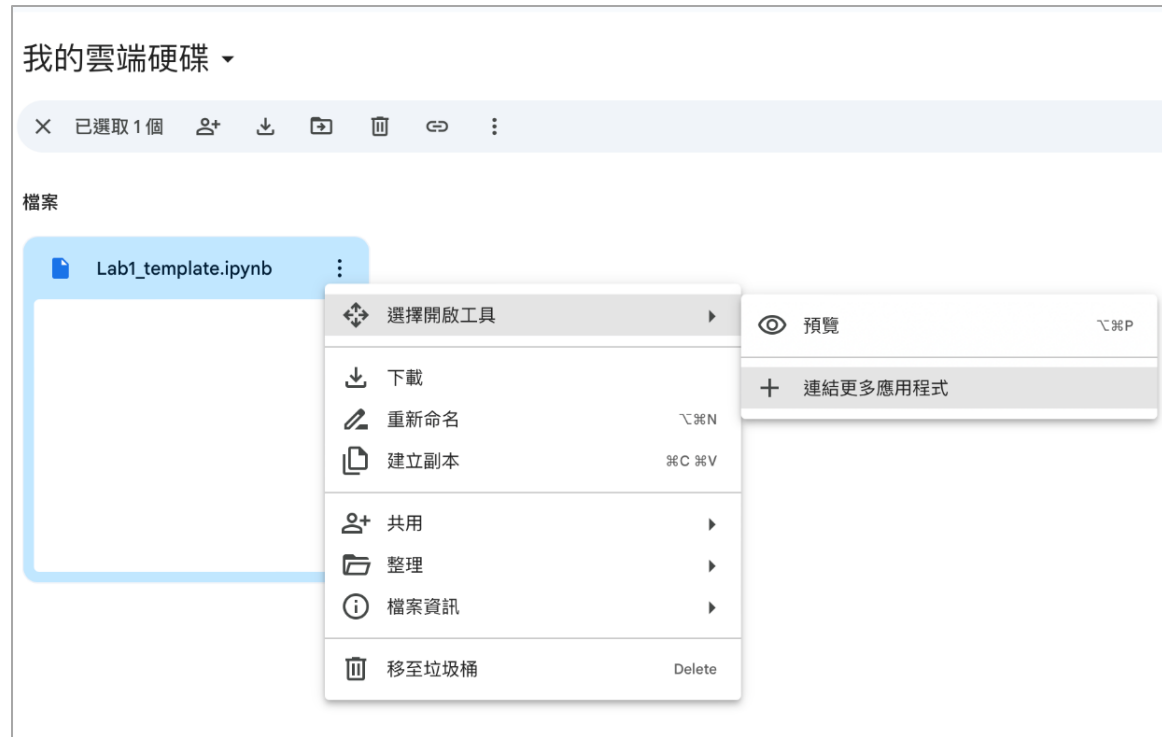 我的雲端硬碟
已選取 1 個
檔案
Lab1_template.ipynb
選擇開啟工具
預覽 ⌥⌘P
連結更多應用程式
下載
重新命名 ⌥⌘N
建立副本 ⌘C ⌘V
共用
整理
檔案資訊
移至垃圾桶 Delete